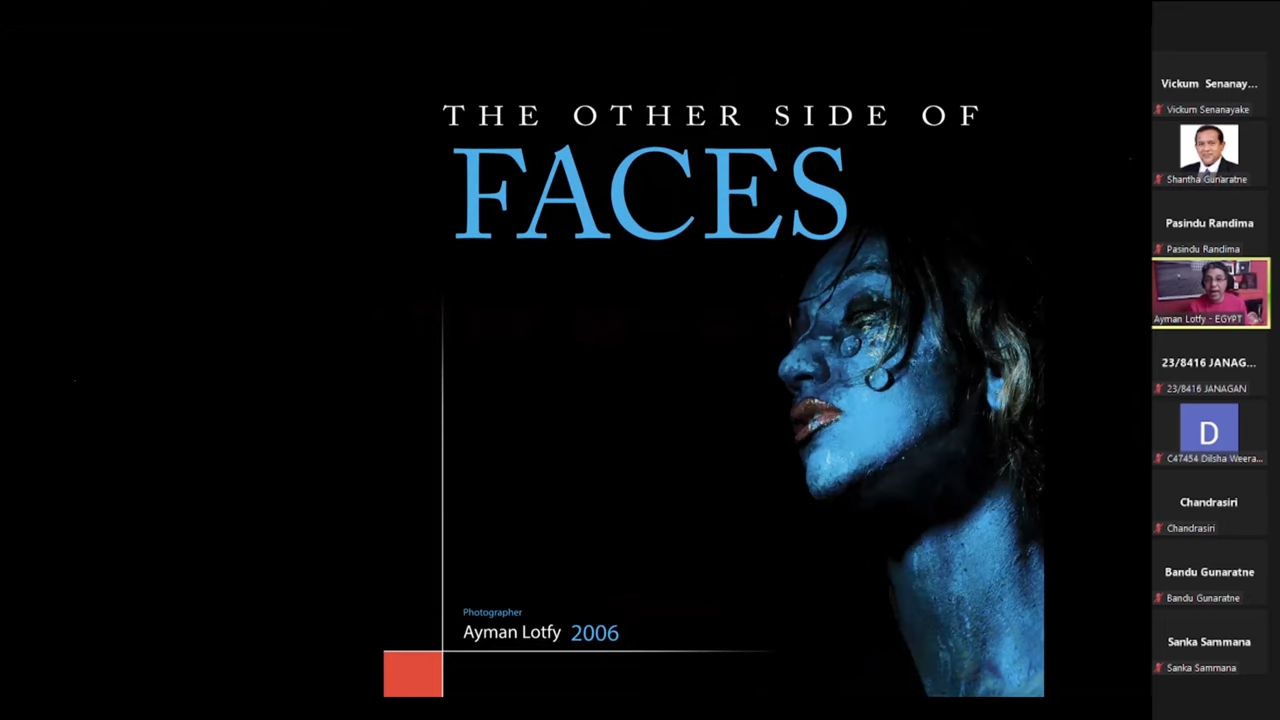 THE OTHER SIDE OF
FACES
Photographer
Ayman Lotfy 2006
Vickum Senanay...
Vickum Senanayake
Shantha Gunaratne
Pasindu Randima
Pasindu Randima
Ayman Lotfy - EGYPT
23/8416 JANAG...
23/8416 JANAGAN
D
C47454 Dilsha Weera...
Chandrasiri
Chandrasiri
Bandu Gunaratne
Bandu Gunaratne
Sanka Sammana
Sanka Sammana